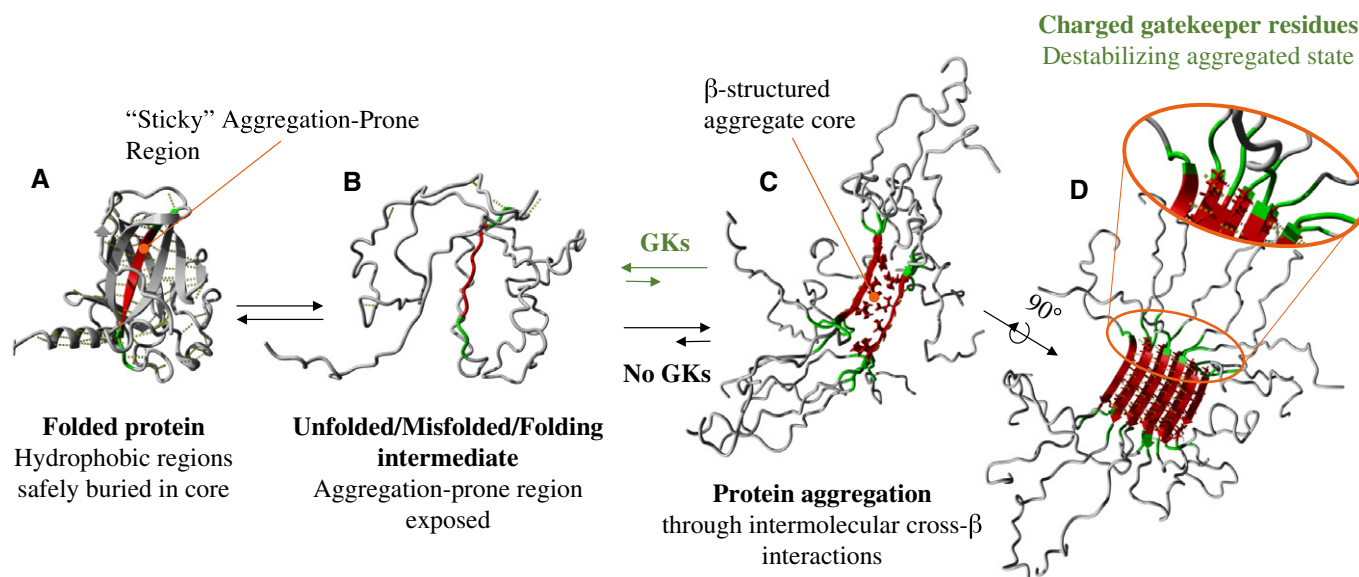 Charged gatekeeper residues
Destabilizing aggregated state
“Sticky” Aggregation-Prone
Region
β-structured
aggregate core
A
B
C
D
GKs
No GKs
90°
Folded protein
Hydrophobic regions
safely buried in core
Unfolded/Misfolded/Folding
intermediate
Aggregation-prone region
exposed
Protein aggregation
through intermolecular cross-β
interactions